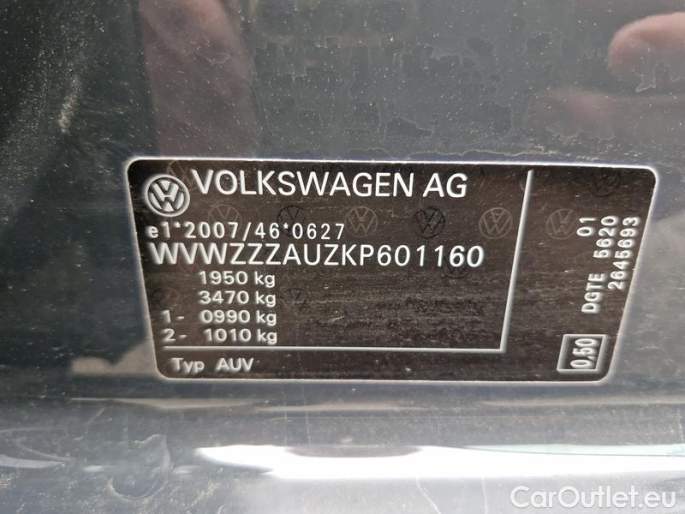 VOLKSWAGEN AG
e1*2007/46*0627
WVWZZZAUZKP601160
1950 kg
3470 kg
1- 0990 kg
2- 1010 kg
Typ AUV
01
DGTE 5620
2645693
0,50
CarOutlet.eu